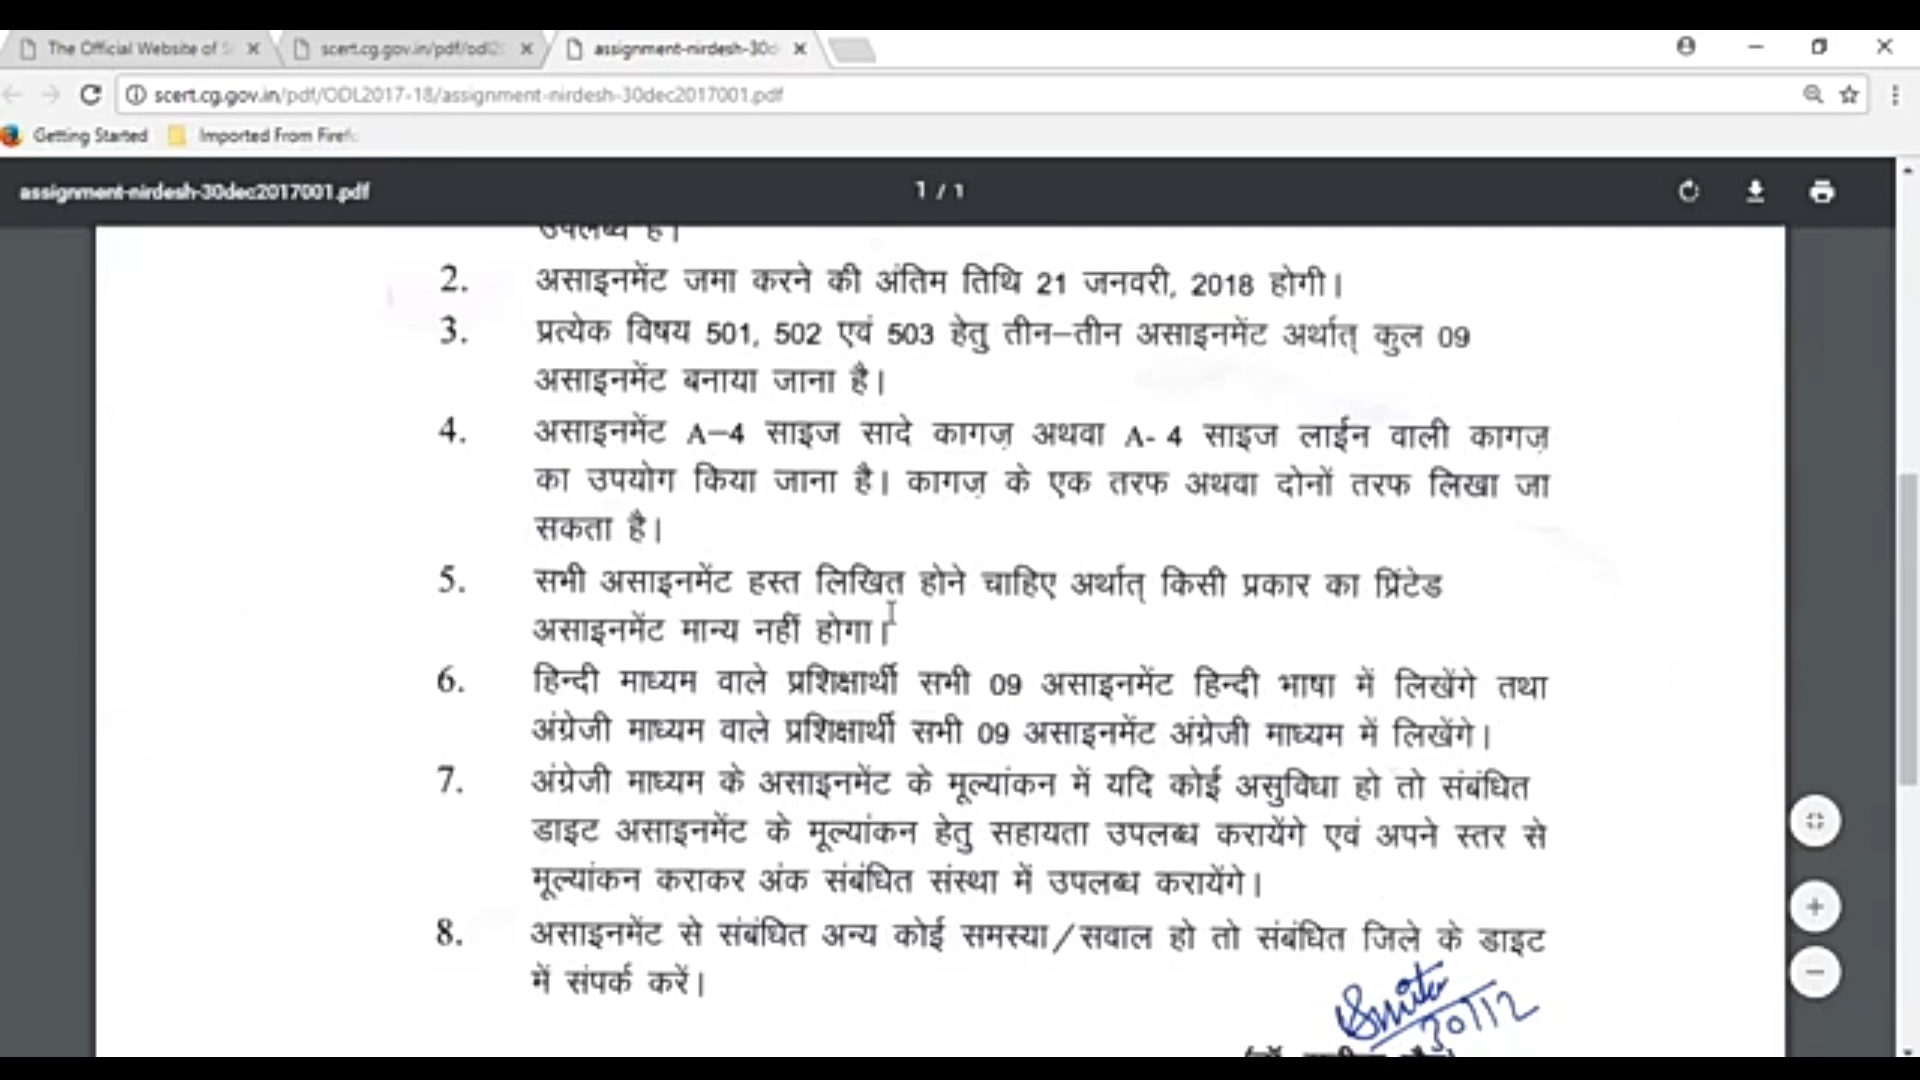 The Official Website of S
scert.cg.gov.in/pdf/odl2
assignment-nirdesh-30d
scert.cg.gov.in/pdf/ODL2017-18/assignment-nirdesh-30dec2017001.pdf
Getting Started
Imported From Firefo
assignment-nirdesh-30dec2017001.pdf
1 / 1
उपलब्ध है।
2. असाइनमेंट जमा करने की अंतिम तिथि 21 जनवरी, 2018 होगी।
3. प्रत्येक विषय 501, 502 एवं 503 हेतु तीन–तीन असाइनमेंट अर्थात् कुल 09
असाइनमेंट बनाया जाना है।
4. असाइनमेंट A–4 साइज सादे कागज़ अथवा A- 4 साइज लाईन वाली कागज़
का उपयोग किया जाना है। कागज़ के एक तरफ अथवा दोनों तरफ लिखा जा
सकता है।
5. सभी असाइनमेंट हस्त लिखित होने चाहिए अर्थात् किसी प्रकार का प्रिंटेड
असाइनमेंट मान्य नहीं होगा।
6. हिन्दी माध्यम वाले प्रशिक्षार्थी सभी 09 असाइनमेंट हिन्दी भाषा में लिखेंगे तथा
अंग्रेजी माध्यम वाले प्रशिक्षार्थी सभी 09 असाइनमेंट अंग्रेजी माध्यम में लिखेंगे।
7. अंग्रेजी माध्यम के असाइनमेंट के मूल्यांकन में यदि कोई असुविधा हो तो संबंधित
डाइट असाइनमेंट के मूल्यांकन हेतु सहायता उपलब्ध करायेंगे एवं अपने स्तर से
मूल्यांकन कराकर अंक संबंधित संस्था में उपलब्ध करायेंगे।
8. असाइनमेंट से संबंधित अन्य कोई समस्या/सवाल हो तो संबंधित जिले के डाइट
में संपर्क करें।
30/12